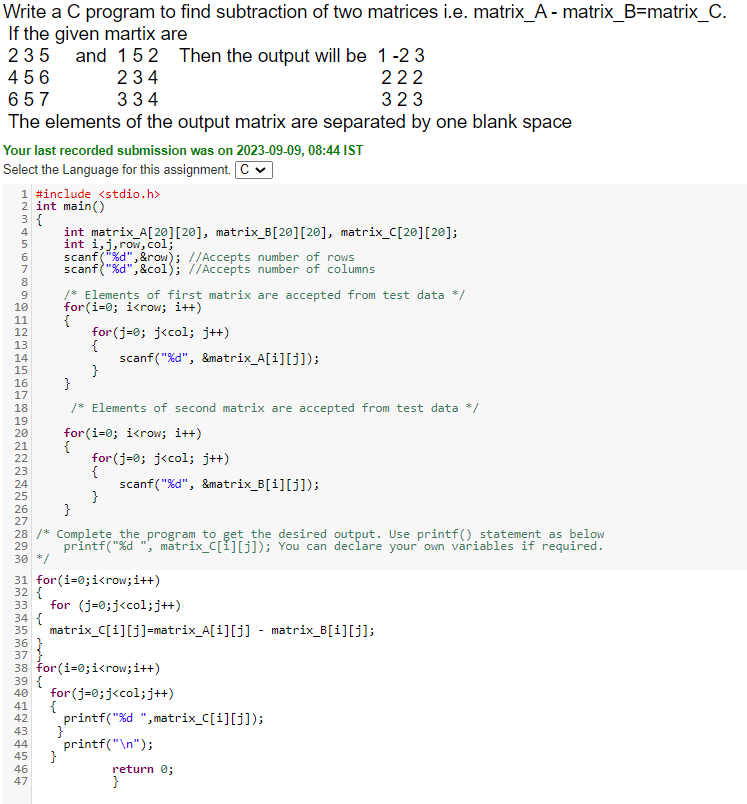 Write a C program to find subtraction of two matrices i.e. matrix_A - matrix_B=matrix_C.
If the given martix are
2 3 5 and 1 5 2 Then the output will be 1 -2 3
4 5 6 2 3 4 2 2 2
6 5 7 3 3 4 3 2 3
The elements of the output matrix are separated by one blank space
Your last recorded submission was on 2023-09-09, 08:44 IST
Select the Language for this assignment. C
1 #include <stdio.h>
2 int main()
3 {
4 int matrix_A[20][20], matrix_B[20][20], matrix_C[20][20];
5 int i,j,row,col;
6 scanf("%d",&row); //Accepts number of rows
7 scanf("%d",&col); //Accepts number of columns
8
9 /* Elements of first matrix are accepted from test data */
10 for(i=0; i<row; i++)
11 {
12 for(j=0; j<col; j++)
13 {
14 scanf("%d", &matrix_A[i][j]);
15 }
16 }
17
18 /* Elements of second matrix are accepted from test data */
19
20 for(i=0; i<row; i++)
21 {
22 for(j=0; j<col; j++)
23 {
24 scanf("%d", &matrix_B[i][j]);
25 }
26 }
27
28 /* Complete the program to get the desired output. Use printf() statement as below
29 printf("%d ", matrix_C[i][j]); You can declare your own variables if required.
30 */
31 for(i=0;i<row;i++)
32 {
33 for (j=0;j<col;j++)
34 {
35 matrix_C[i][j]=matrix_A[i][j] - matrix_B[i][j];
36 }
37 }
38 for(i=0;i<row;i++)
39 {
40 for(j=0;j<col;j++)
41 {
42 printf("%d ",matrix_C[i][j]);
43 }
44 printf("\n");
45 }
46 return 0;
47 }